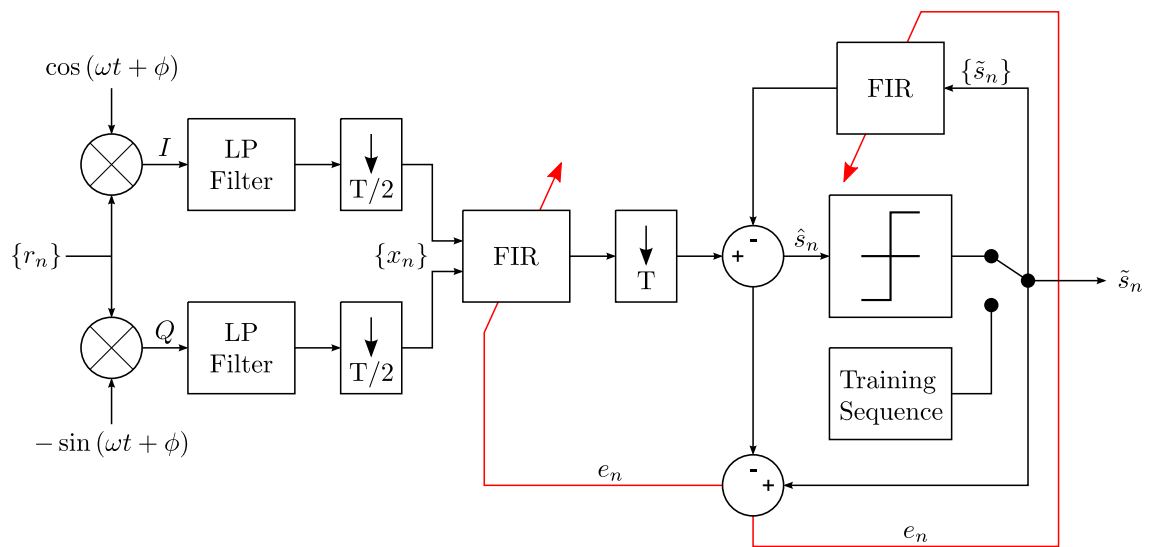 cos (ωt + ϕ)
{s̃ₙ}
FIR
I
LP
Filter
T/2
-
ŝₙ
{rₙ}
{xₙ}
FIR
T
+
s̃ₙ
Q
LP
Filter
T/2
Training
Sequence
− sin (ωt + ϕ)
-
+
eₙ
eₙ